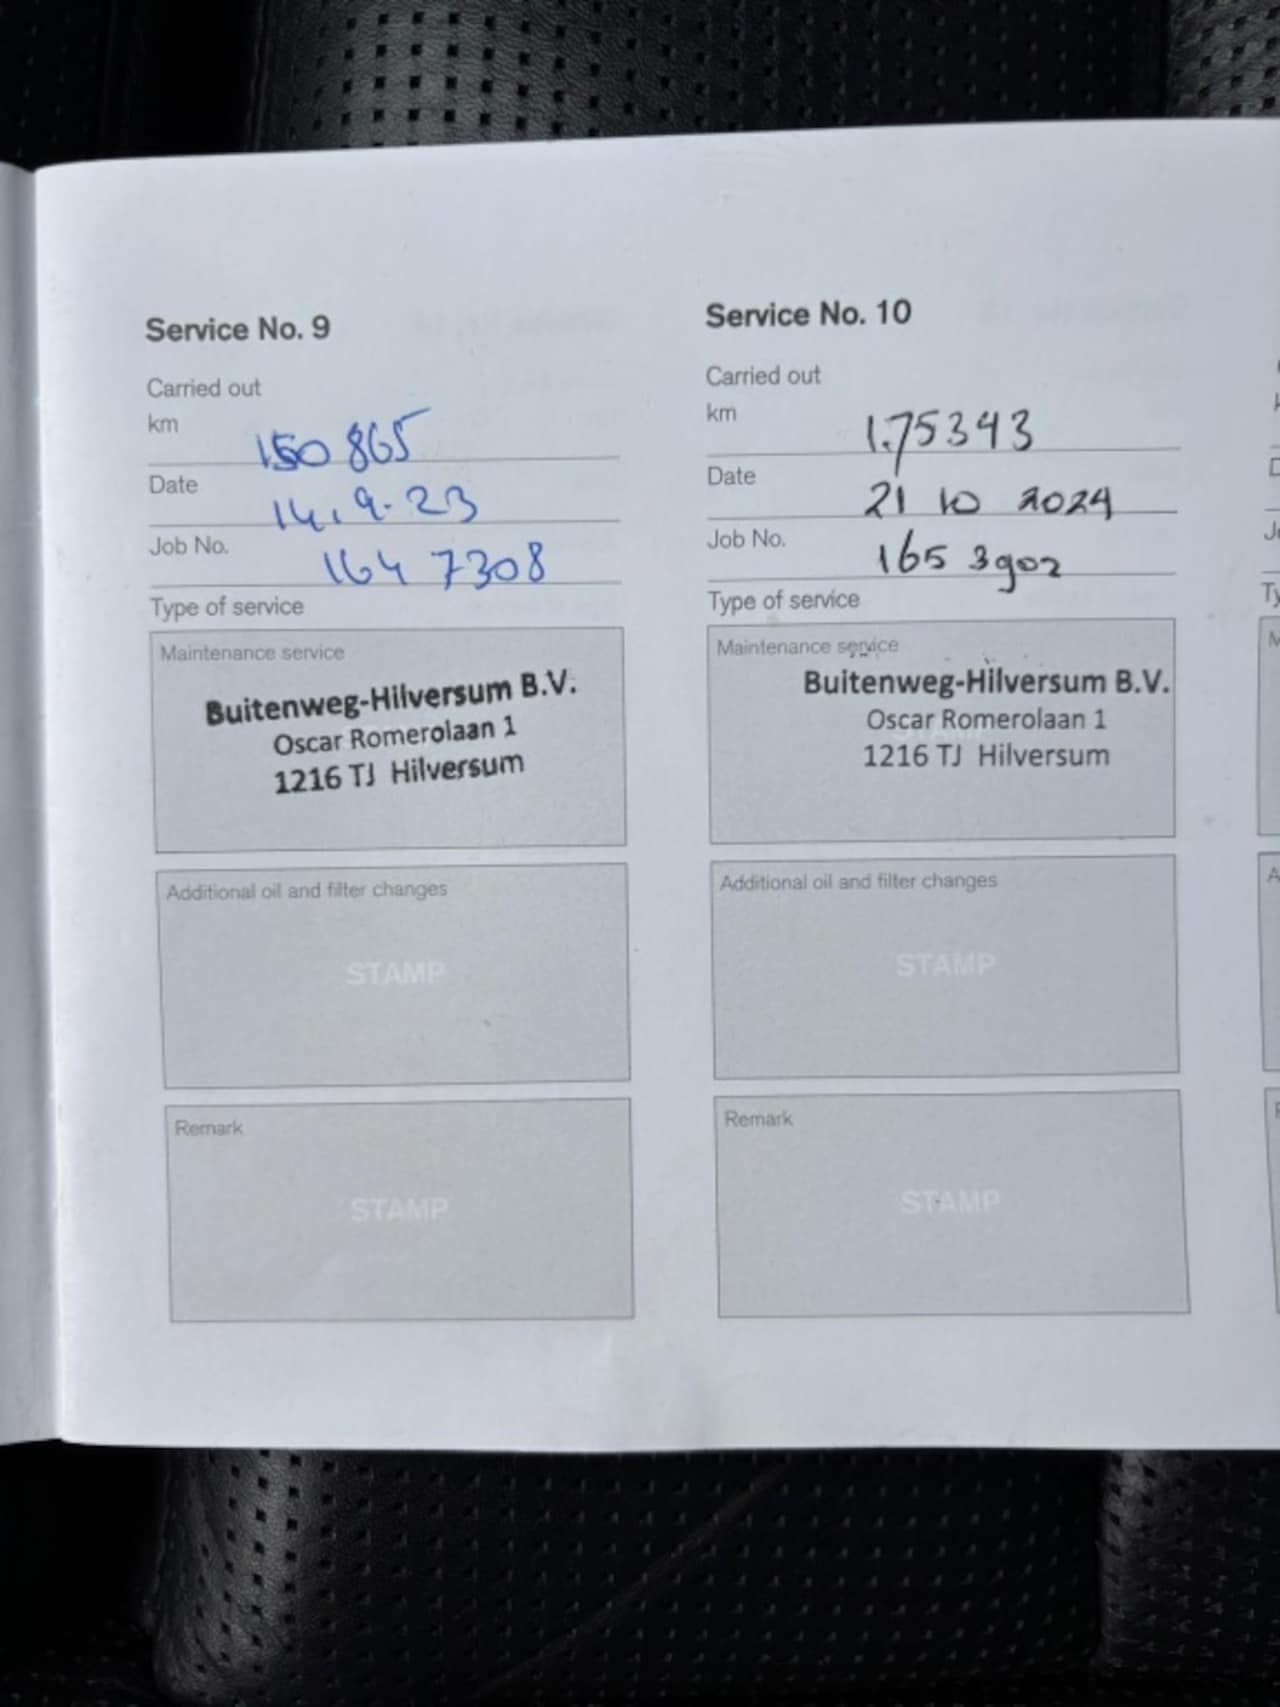 Service No. 9
Carried out
km 150 865
Date 14.9.23
Job No. 164 7308
Type of service
Maintenance service
Buitenweg-Hilversum B.V.
Oscar Romerolaan 1
1216 TJ Hilversum
Additional oil and filter changes
STAMP
Remark
STAMP
Service No. 10
Carried out
km 175343
Date 21 10 2024
Job No. 165 3902
Type of service
Maintenance service
Buitenweg-Hilversum B.V.
Oscar Romerolaan 1
1216 TJ Hilversum
Additional oil and filter changes
STAMP
Remark
STAMP